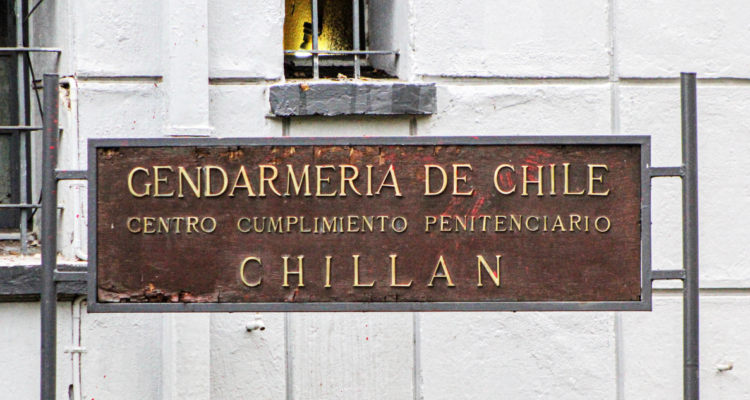 GENDARMERIA DE CHILE
CENTRO CUMPLIMIENTO PENITENCIARIO
CHILLAN